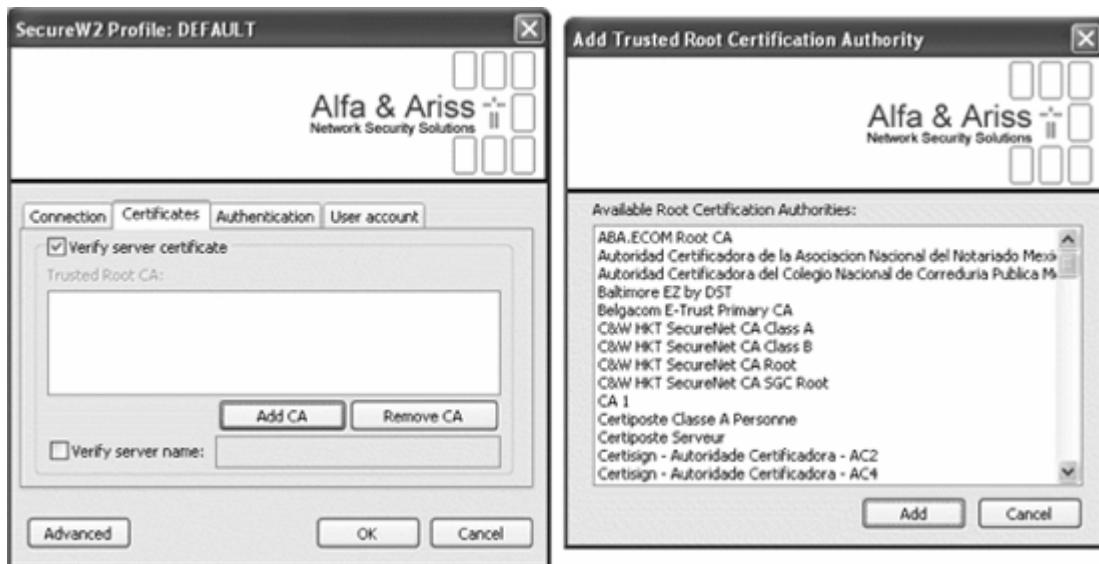 SecureW2 Profile: DEFAULT
Alfa & Ariss
Network Security Solutions
Connection
Certificates
Authentication
User account
Verify server certificate
Trusted Root CA:
Add CA
Remove CA
Verify server name:
Advanced
OK
Cancel
Add Trusted Root Certification Authority
Alfa & Ariss
Network Security Solutions
Available Root Certification Authorities:
ABA.ECOM Root CA
Autoridad Certificadora de la Asociacion Nacional del Notariado Mexi
Autoridad Certificadora del Colegio Nacional de Correduria Publica M
Baltimore EZ by DST
Belgacom E-Trust Primary CA
C&W HKT SecureNet CA Class A
C&W HKT SecureNet CA Class B
C&W HKT SecureNet CA Root
C&W HKT SecureNet CA SGC Root
CA 1
Certiposte Classe A Personne
Certiposte Serveur
Certisign - Autoridade Certificadora - AC2
Certisign - Autoridade Certificadora - AC4
Add
Cancel